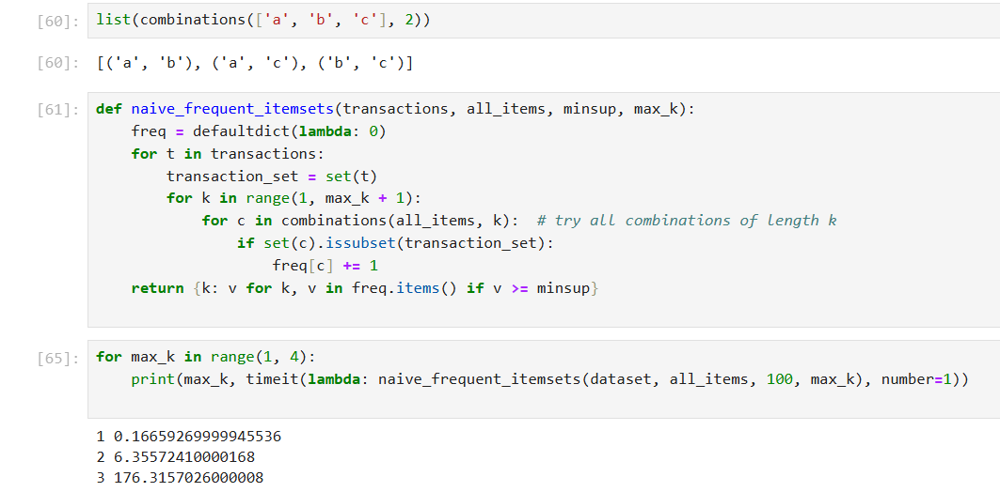 [60]: list(combinations(['a', 'b', 'c'], 2))
[60]: [('a', 'b'), ('a', 'c'), ('b', 'c')]
[61]: def naive_frequent_itemsets(transactions, all_items, minsup, max_k):
    freq = defaultdict(lambda: 0)
    for t in transactions:
        transaction_set = set(t)
        for k in range(1, max_k + 1):
            for c in combinations(all_items, k):  # try all combinations of length k
                if set(c).issubset(transaction_set):
                    freq[c] += 1
    return {k: v for k, v in freq.items() if v >= minsup}
[65]: for max_k in range(1, 4):
    print(max_k, timeit(lambda: naive_frequent_itemsets(dataset, all_items, 100, max_k), number=1))
1 0.16659269999945536
2 6.35572410000168
3 176.3157026000008